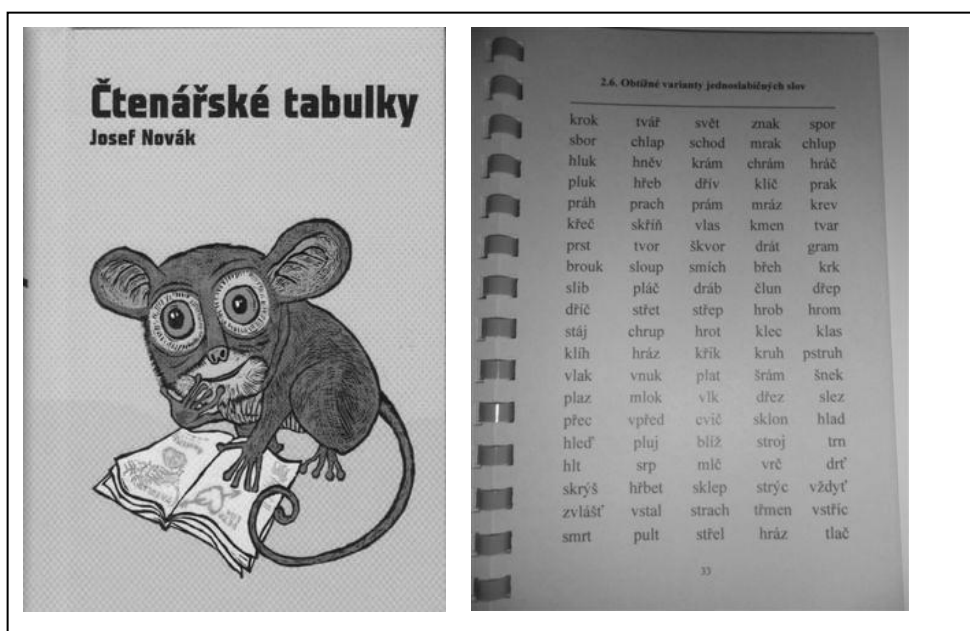 Čtenářské tabulky
Josef Novák
2.6. Obtížné varianty jednoslabičných slov
krok tvář svět znak spor
sbor chlap schod mrak chlup
hluk hněv krám chrám hráč
pluk hřeb dřív klíč prak
práh prach prám mráz krev
křeč skříň vlas kmen tvar
prst tvor škvor drát gram
brouk sloup smích břeh krk
slib pláč dráb člun dřep
dříč střet střep hrob hrom
stáj chrup hrot klec klas
klih hráz křik kruh pstruh
vlak vnuk plat šrám šnek
plaz mlok vlk dřez slez
přec vpřed cvič sklon hlad
hleď pluj blíž stroj trn
hlt srp mlč vrč drť
skrýš hřbet sklep strýc vždyť
zvlášť vstal strach třmen vstříc
smrt pult střel hráz tlač
33